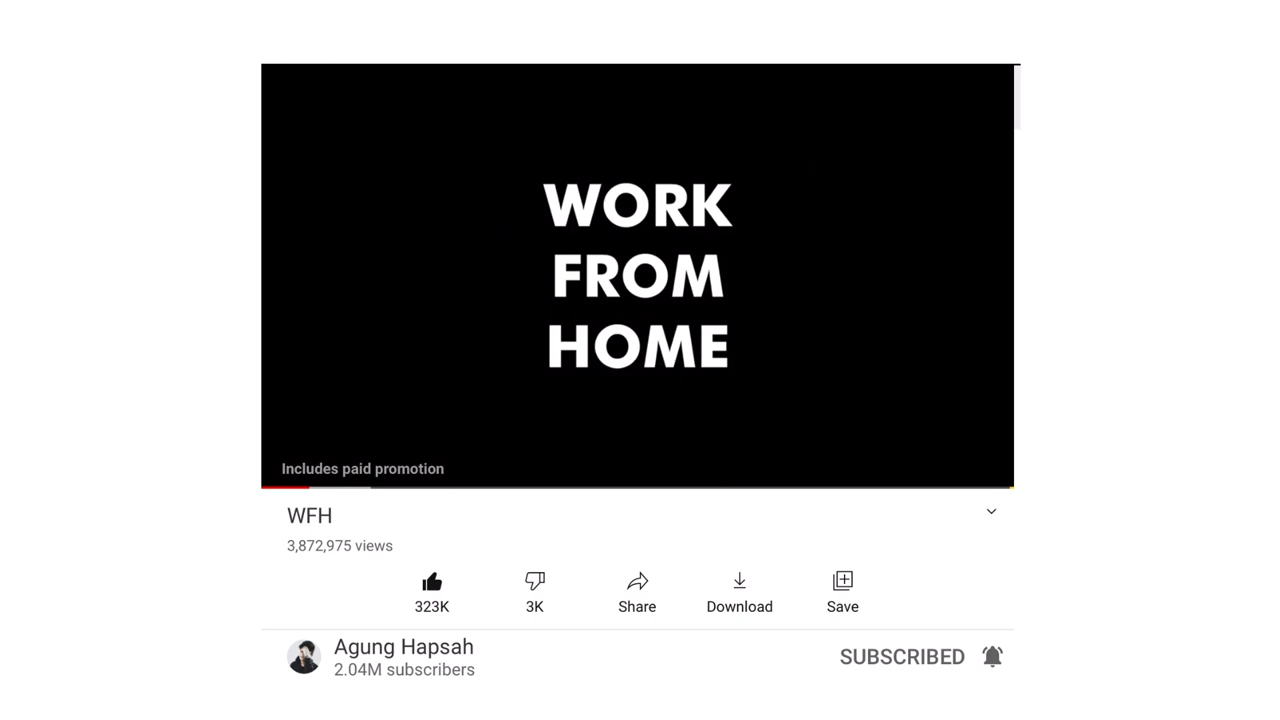 WORK
FROM
HOME
Includes paid promotion
WFH
3,872,975 views
323K
3K
Share
Download
Save
Agung Hapsah
2.04M subscribers
SUBSCRIBED